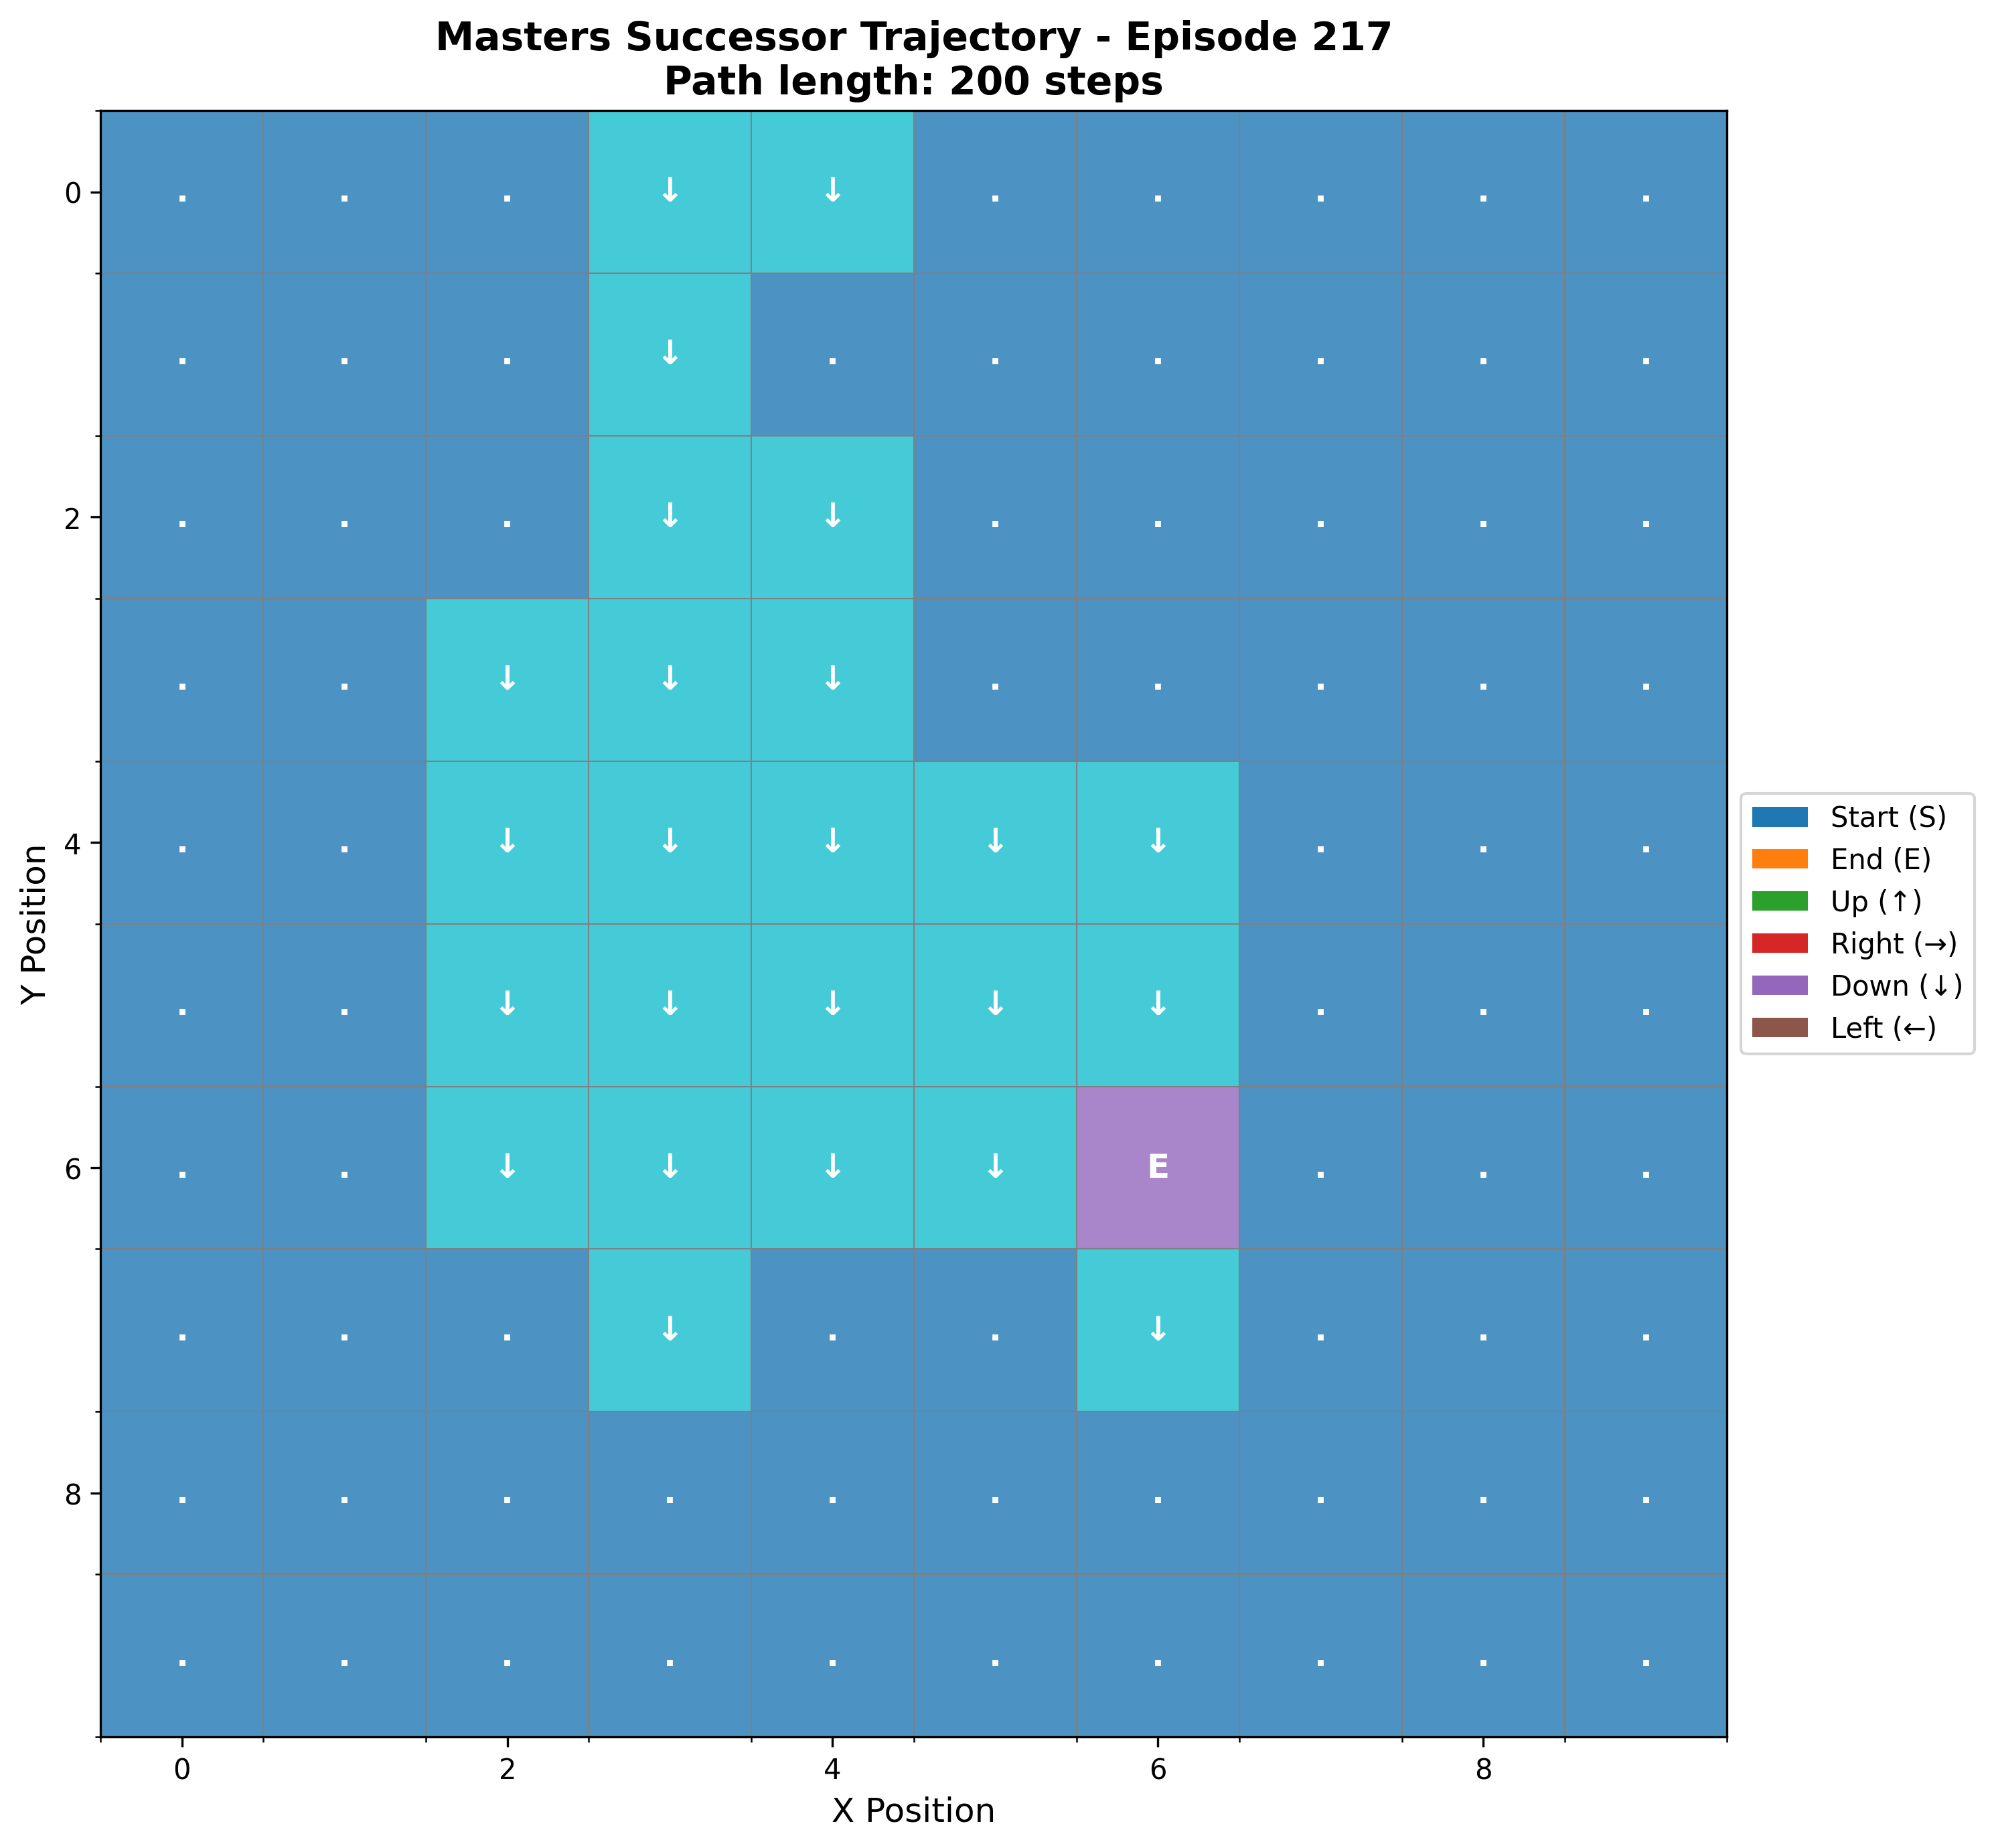 Masters Successor Trajectory - Episode 217
Path length: 200 steps
0 . . . ↓ ↓ . . . . .
. . . ↓ . . . . . .
2 . . . ↓ ↓ . . . . .
. . ↓ ↓ ↓ . . . . .
4 . . ↓ ↓ ↓ ↓ ↓ . . .
. . ↓ ↓ ↓ ↓ ↓ . . .
6 . . ↓ ↓ ↓ ↓ E . . .
. . . ↓ . . ↓ . . .
8 . . . . . . . . . .
. . . . . . . . . .
0 2 4 6 8
X Position
Y Position
Start (S)
End (E)
Up (↑)
Right (→)
Down (↓)
Left (←)